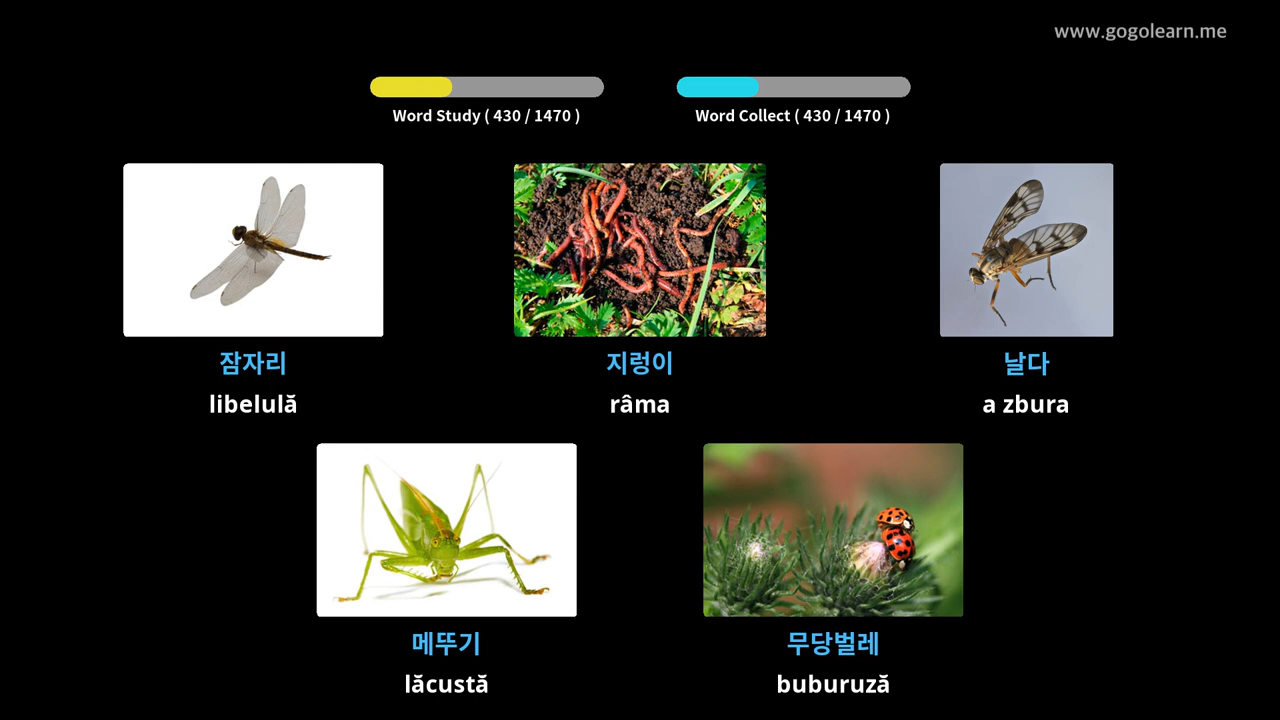 www.gogolearn.me
Word Study ( 430 / 1470 )
Word Collect ( 430 / 1470 )
잠자리
libelulă
지렁이
râma
날다
a zbura
메뚜기
lăcustă
무당벌레
buburuză